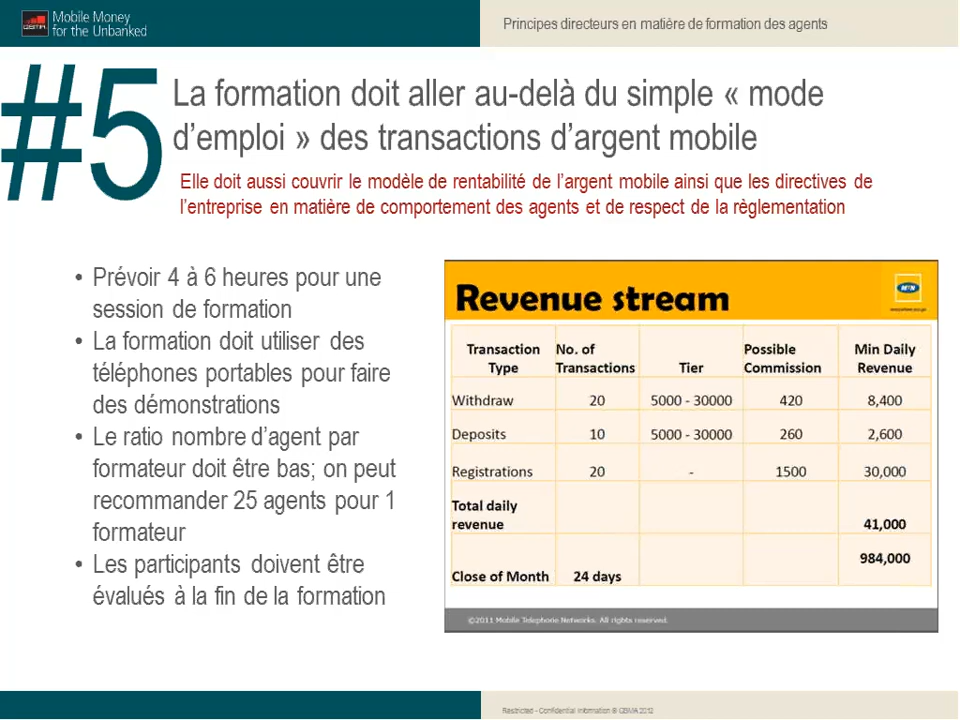 GSMA
Mobile Money
for the Unbanked
Principes directeurs en matière de formation des agents
#5
La formation doit aller au-delà du simple « mode
d'emploi » des transactions d'argent mobile
Elle doit aussi couvrir le modèle de rentabilité de l'argent mobile ainsi que les directives de
l'entreprise en matière de comportement des agents et de respect de la règlementation
• Prévoir 4 à 6 heures pour une
session de formation
• La formation doit utiliser des
téléphones portables pour faire
des démonstrations
• Le ratio nombre d'agent par
formateur doit être bas; on peut
recommander 25 agents pour 1
formateur
• Les participants doivent être
évalués à la fin de la formation
Revenue stream
MTN
Transaction Type No. of Transactions Tier Possible Commission Min Daily Revenue
Withdraw 20 5000 - 30000 420 8,400
Deposits 10 5000 - 30000 260 2,600
Registrations 20 - 1500 30,000
Total daily revenue 41,000
984,000
Close of Month 24 days
©2011 Mobile Telephone Networks. All rights reserved.
Restricted - Confidential Information © GSMA 2012